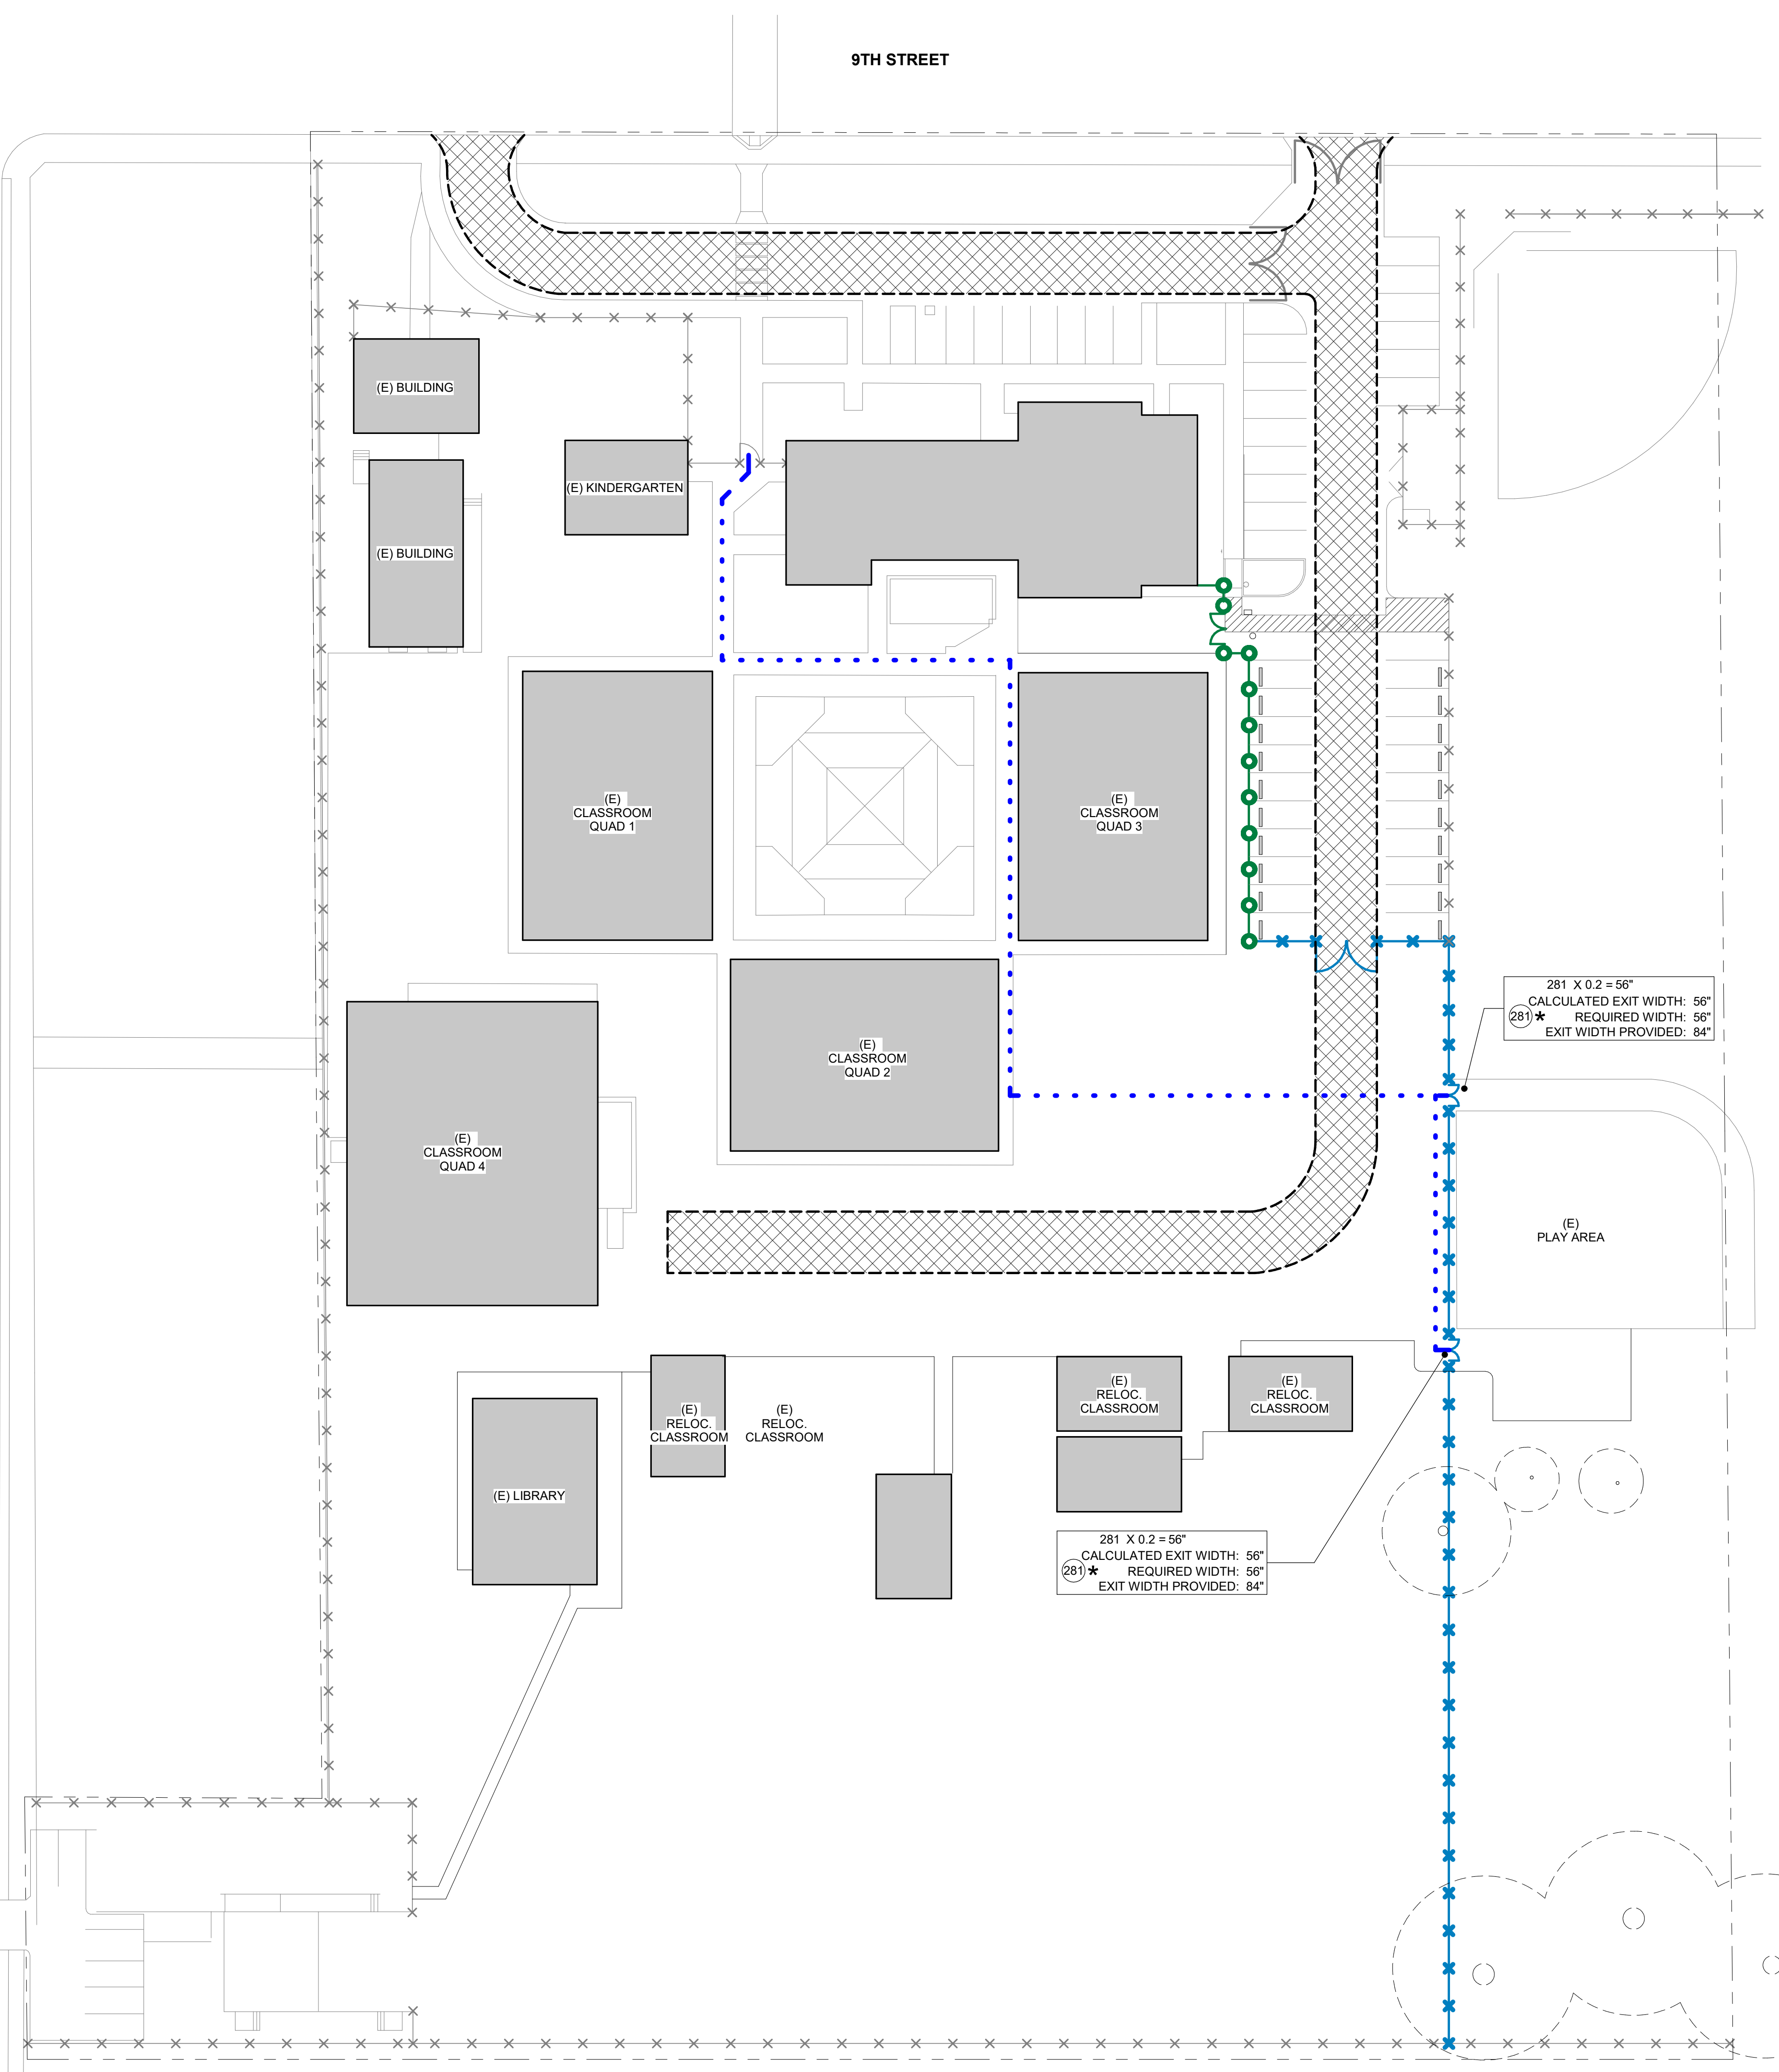 9TH STREET
(E) BUILDING
(E) KINDERGARTEN
(E) BUILDING
(E)
CLASSROOM
QUAD 1
(E)
CLASSROOM
QUAD 3
281 X 0.2 = 56"
CALCULATED EXIT WIDTH: 56"
281 * REQUIRED WIDTH: 56"
EXIT WIDTH PROVIDED: 84"
(E)
CLASSROOM
QUAD 2
(E)
CLASSROOM
QUAD 4
(E)
PLAY AREA
(E)
RELOC.
CLASSROOM
(E)
RELOC.
CLASSROOM
(E)
RELOC.
CLASSROOM
(E)
RELOC.
CLASSROOM
(E) LIBRARY
281 X 0.2 = 56"
CALCULATED EXIT WIDTH: 56"
281 * REQUIRED WIDTH: 56"
EXIT WIDTH PROVIDED: 84"